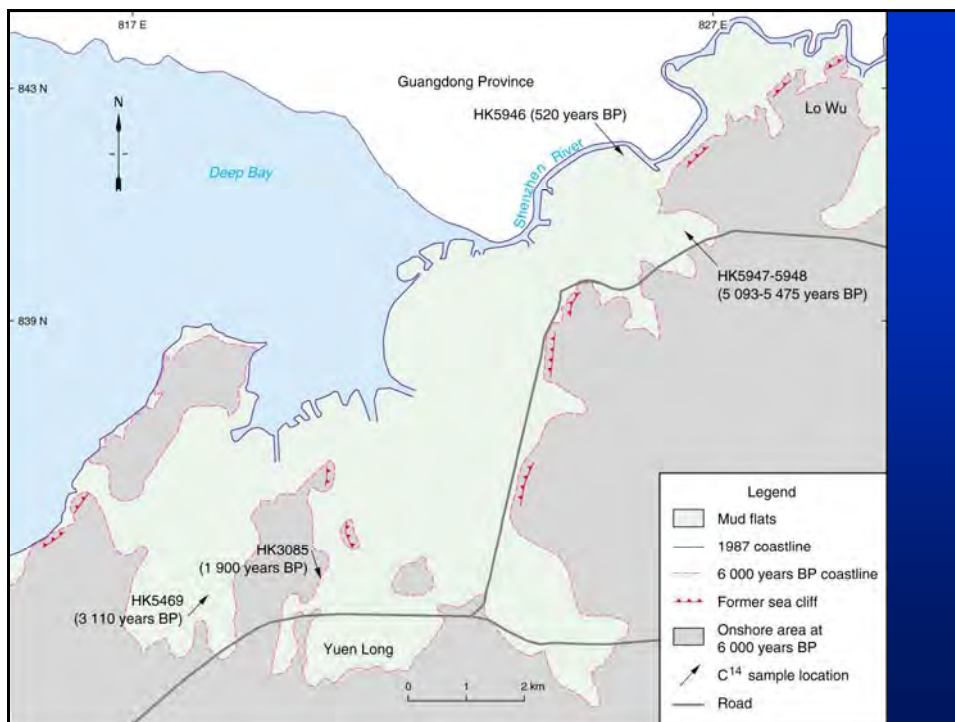 817 E
827 E
843 N
Guangdong Province
Lo Wu
HK5946 (520 years BP)
N
Deep Bay
Shenzhen River
HK5947-5948
(5 093-5 475 years BP)
839 N
HK3085
(1 900 years BP)
HK5469
(3 110 years BP)
Yuen Long
0 1 2 km
Legend
Mud flats
1987 coastline
6 000 years BP coastline
Former sea cliff
Onshore area at
6 000 years BP
C¹⁴ sample location
Road